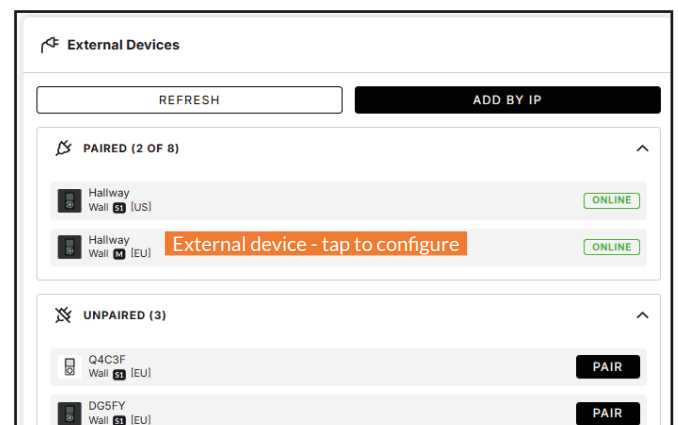 External Devices
REFRESH
ADD BY IP
PAIRED (2 OF 8)
Hallway
Wall S1 [US]
ONLINE
Hallway
Wall M [EU]
External device - tap to configure
ONLINE
UNPAIRED (3)
Q4C3F
Wall S1 [EU]
PAIR
DG5FY
Wall S1 [EU]
PAIR